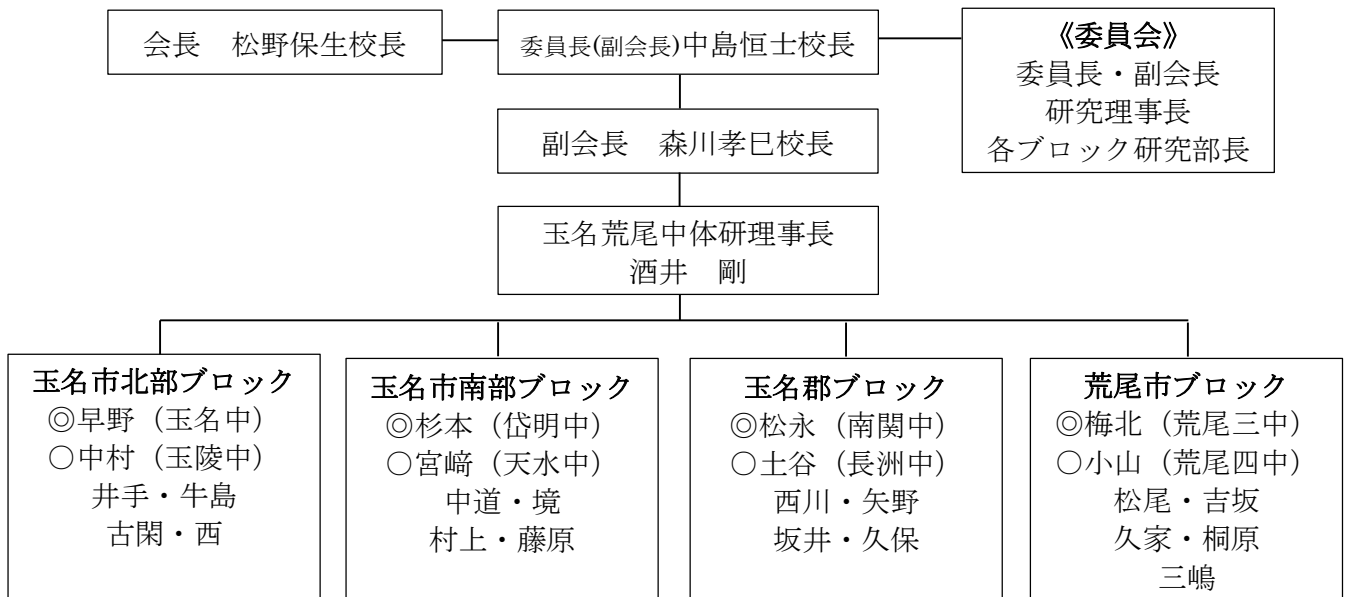 会長　松野保生校長
委員長(副会長)中島恒士校長
《委員会》
委員長・副会長
研究理事長
各ブロック研究部長
副会長　森川孝巳校長
玉名荒尾中体研理事長
酒井　剛
玉名市北部ブロック
◎早野（玉名中）
○中村（玉陵中）
井手・牛島
古閑・西
玉名市南部ブロック
◎杉本（岱明中）
○宮﨑（天水中）
中道・境
村上・藤原
玉名郡ブロック
◎松永（南関中）
○土谷（長洲中）
西川・矢野
坂井・久保
荒尾市ブロック
◎梅北（荒尾三中）
○小山（荒尾四中）
松尾・吉坂
久家・桐原
三嶋